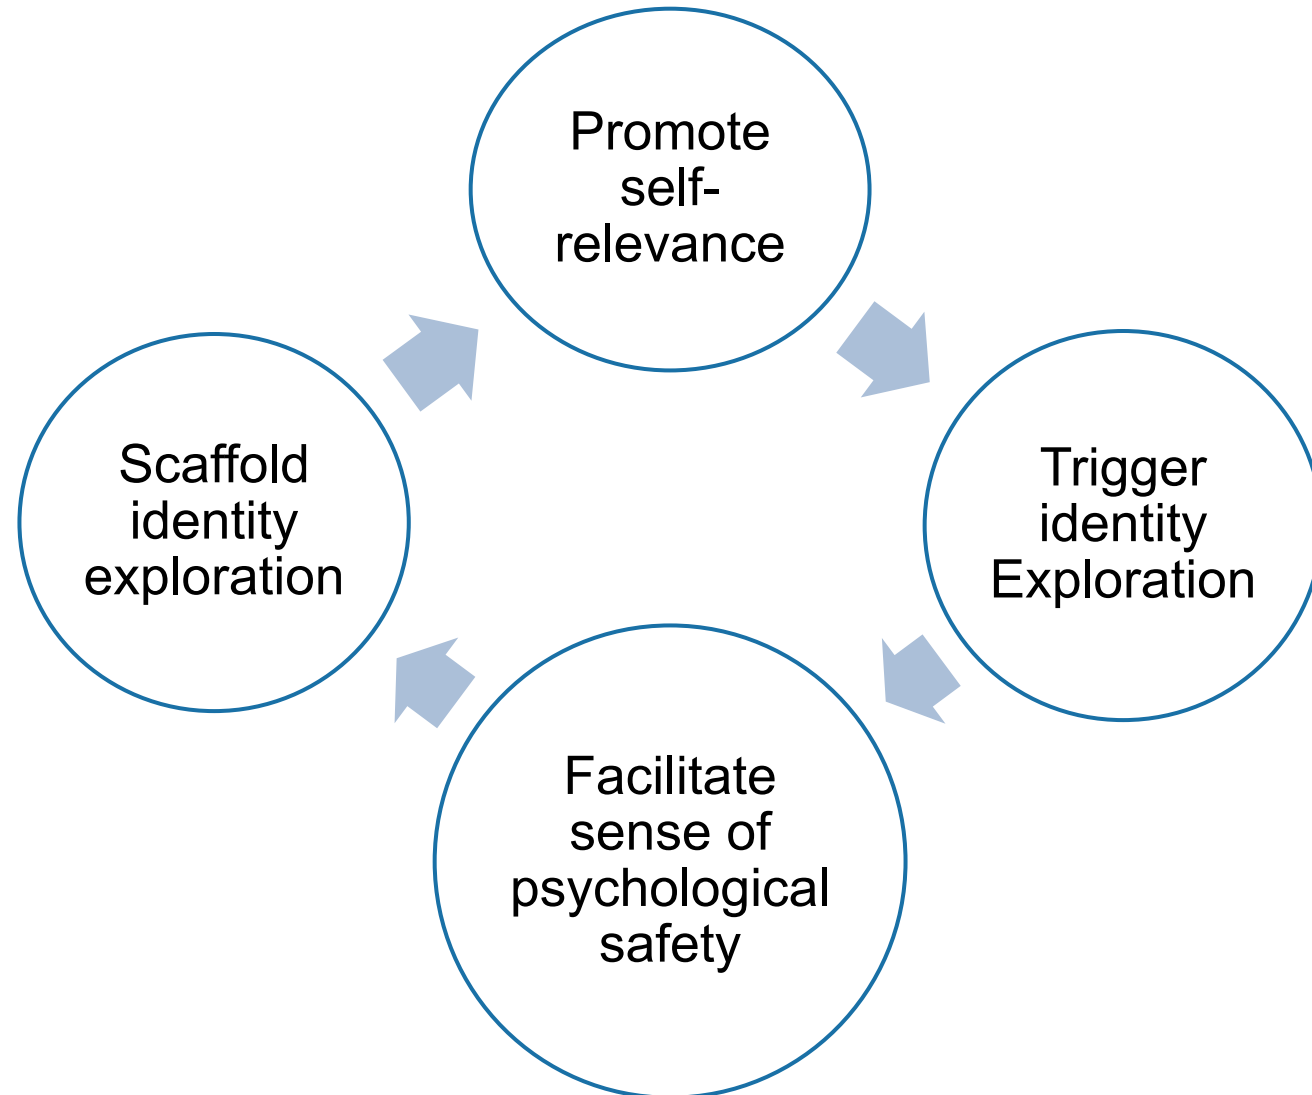 Promote
self-
relevance
Trigger
identity
Exploration
Facilitate
sense of
psychological
safety
Scaffold
identity
exploration